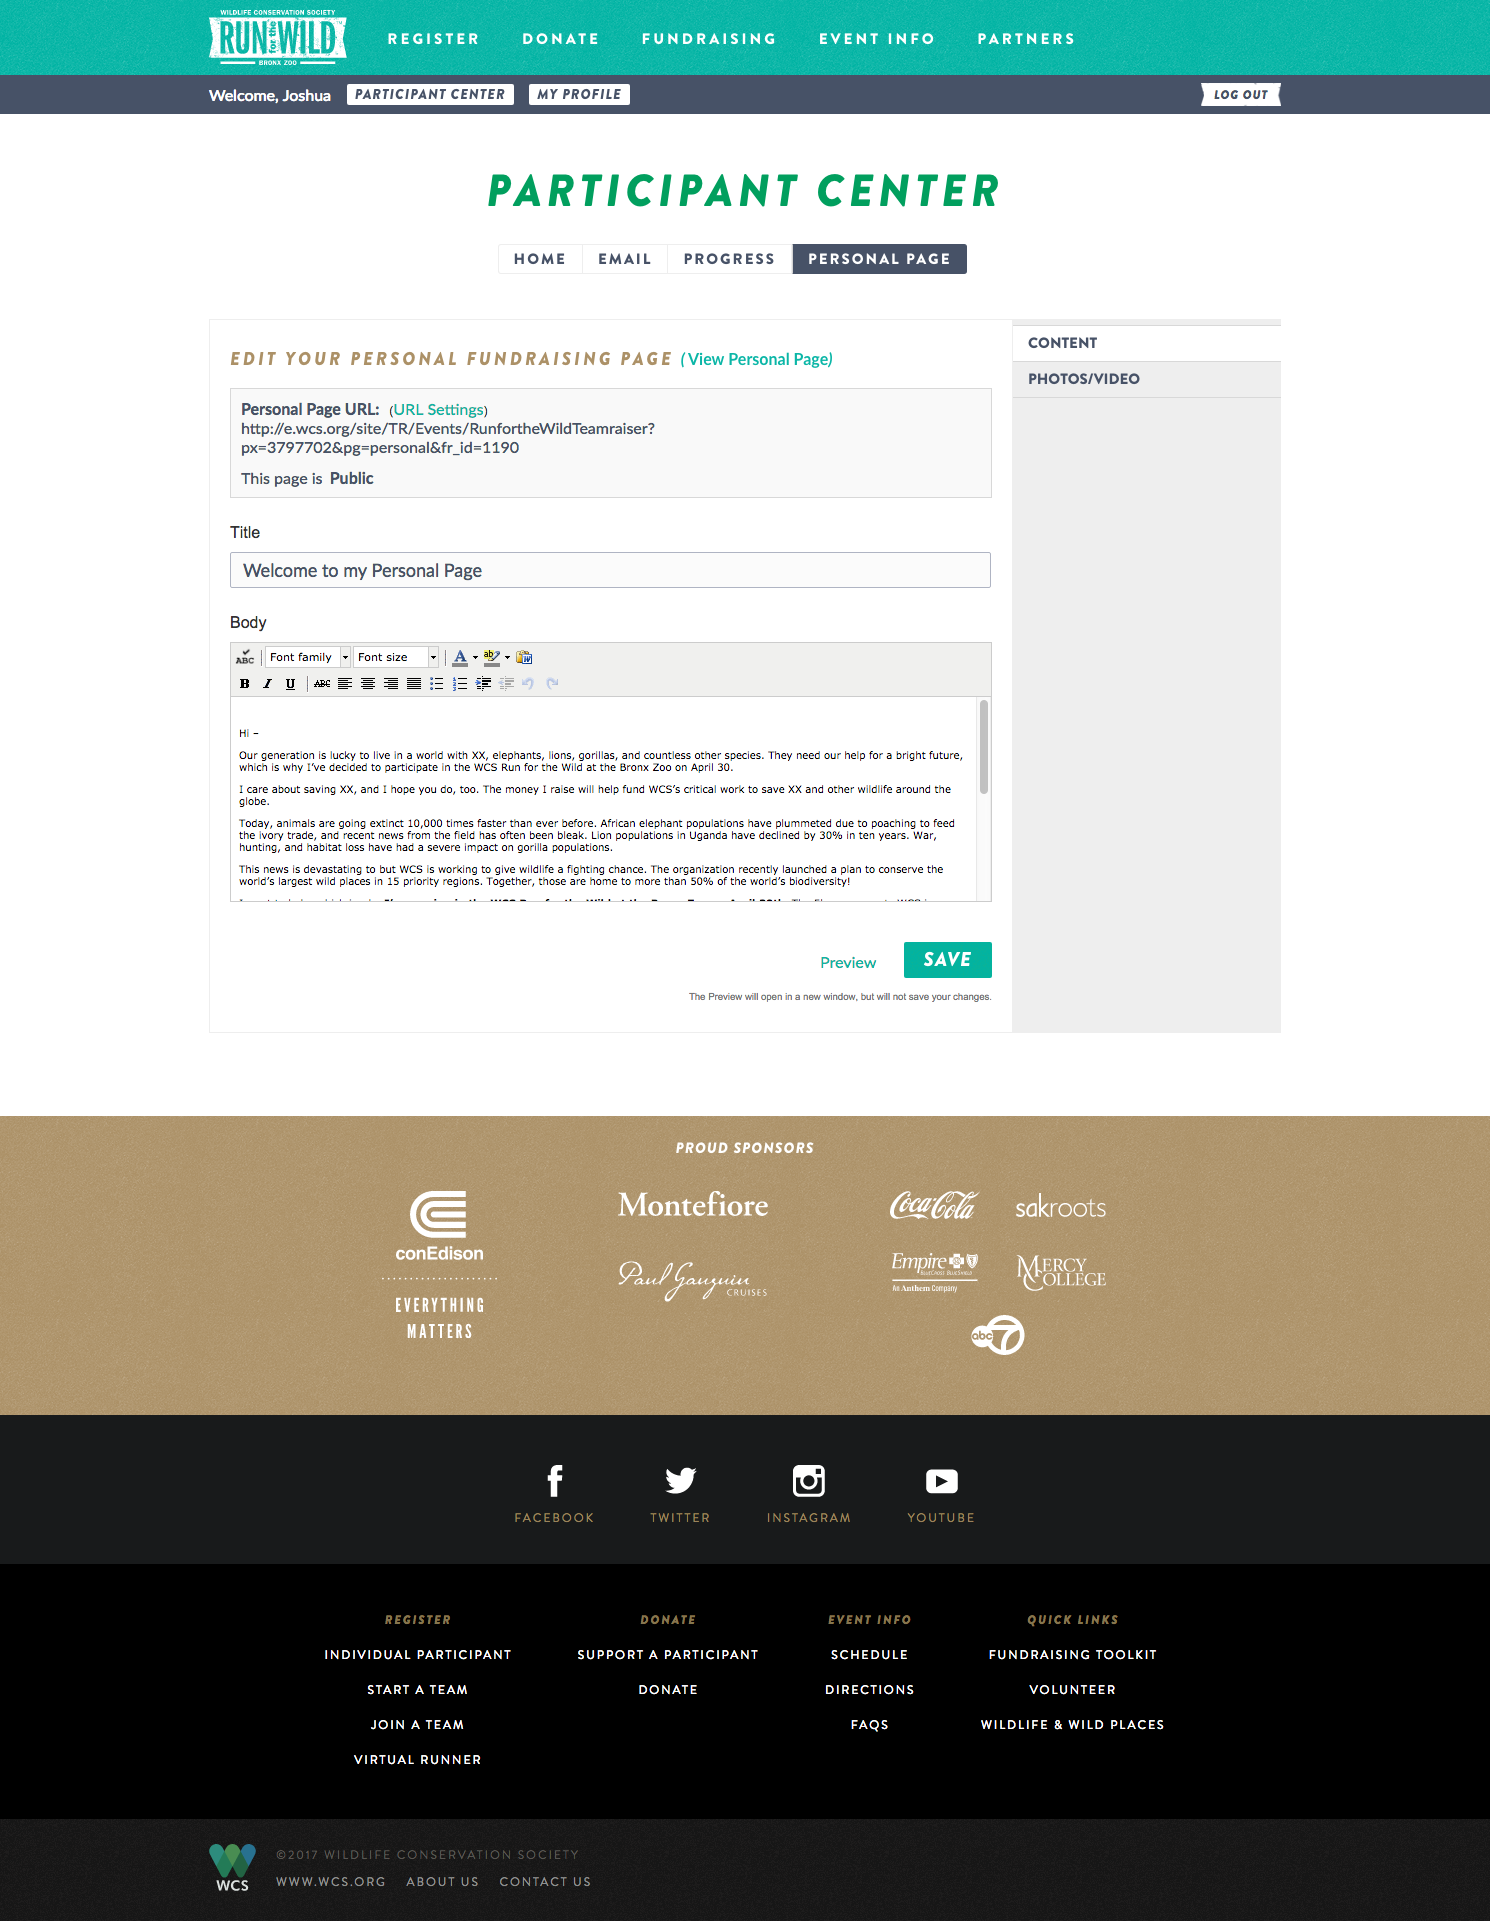 WILDLIFE CONSERVATION SOCIETY
RUN for the WILD
BRONX ZOO
REGISTER DONATE FUNDRAISING EVENT INFO PARTNERS
Welcome, Joshua PARTICIPANT CENTER MY PROFILE LOG OUT
PARTICIPANT CENTER
HOME EMAIL PROGRESS PERSONAL PAGE
EDIT YOUR PERSONAL FUNDRAISING PAGE (View Personal Page)
CONTENT
PHOTOS/VIDEO
Personal Page URL: (URL Settings)
http://e.wcs.org/site/TR/Events/RunfortheWildTeamraiser?
px=3797702&pg=personal&fr_id=1190
This page is Public
Title
Welcome to my Personal Page
Body
ABC Font family Font size A ab W
B I U ABC
Hi –
Our generation is lucky to live in a world with XX, elephants, lions, gorillas, and countless other species. They need our help for a bright future,
which is why I've decided to participate in the WCS Run for the Wild at the Bronx Zoo on April 30.
I care about saving XX, and I hope you do, too. The money I raise will help fund WCS's critical work to save XX and other wildlife around the
globe.
Today, animals are going extinct 10,000 times faster than ever before. African elephant populations have plummeted due to poaching to feed
the ivory trade, and recent news from the field has often been bleak. Lion populations in Uganda have declined by 30% in ten years. War,
hunting, and habitat loss have had a severe impact on gorilla populations.
This news is devastating to but WCS is working to give wildlife a fighting chance. The organization recently launched a plan to conserve the
world's largest wild places in 15 priority regions. Together, those are home to more than 50% of the world's biodiversity!
Preview SAVE
The Preview will open in a new window, but will not save your changes.
PROUD SPONSORS
conEdison
EVERYTHING
MATTERS
Montefiore
Paul Gauguin
CRUISES
Coca-Cola
sakroots
Empire
BLUECROSS BLUESHIELD
An Anthem Company
MERCY
COLLEGE
abc 7
FACEBOOK TWITTER INSTAGRAM YOUTUBE
REGISTER
INDIVIDUAL PARTICIPANT
START A TEAM
JOIN A TEAM
VIRTUAL RUNNER
DONATE
SUPPORT A PARTICIPANT
DONATE
EVENT INFO
SCHEDULE
DIRECTIONS
FAQS
QUICK LINKS
FUNDRAISING TOOLKIT
VOLUNTEER
WILDLIFE & WILD PLACES
WCS
©2017 WILDLIFE CONSERVATION SOCIETY
WWW.WCS.ORG ABOUT US CONTACT US